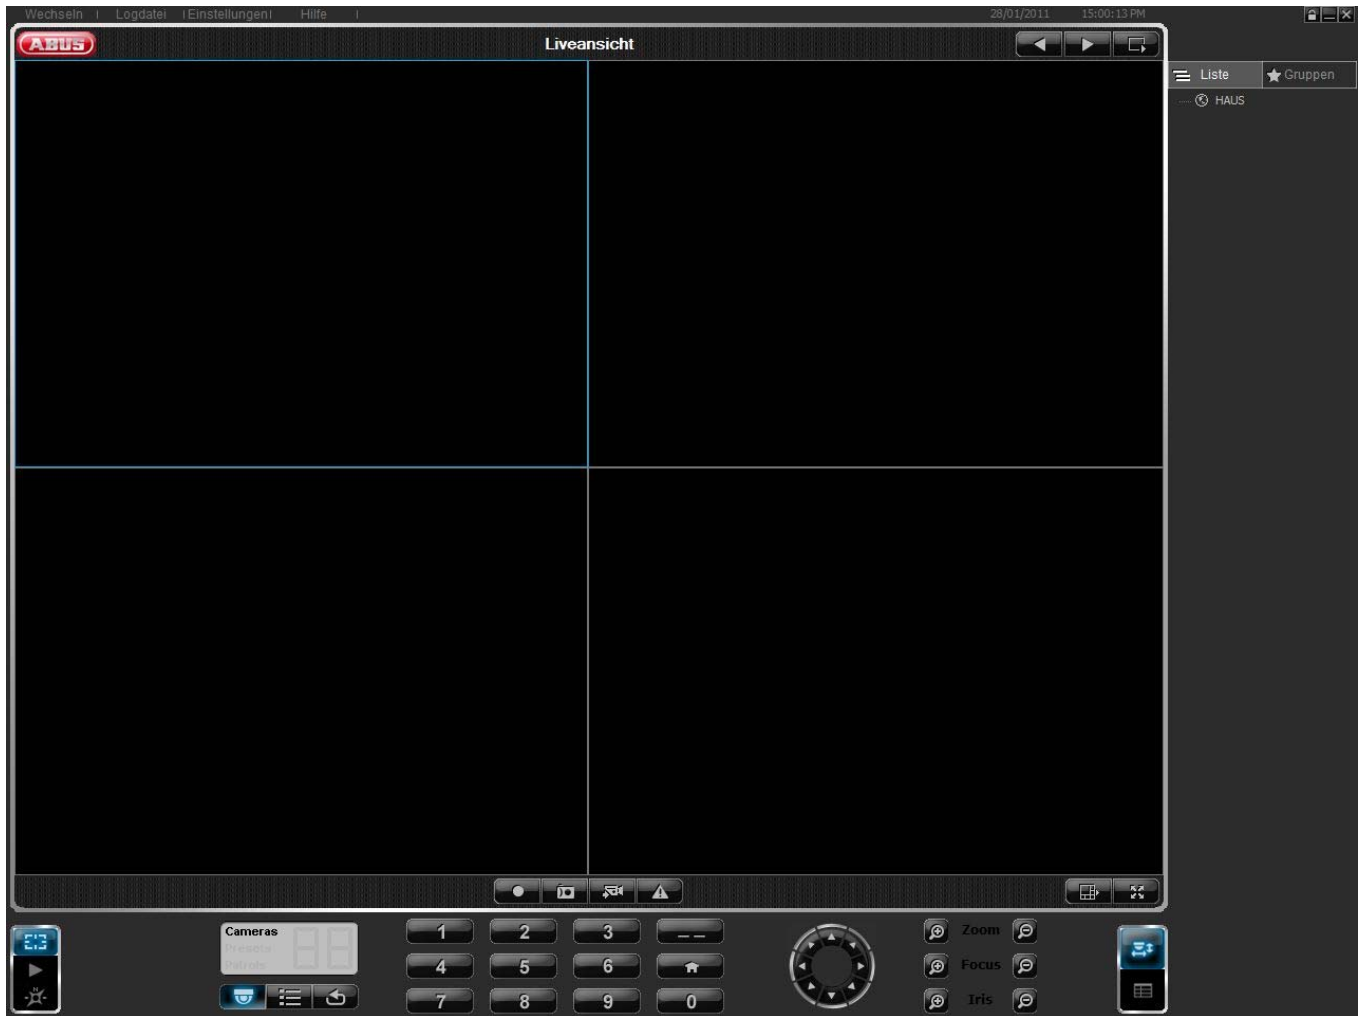 Wechseln | Logdatei | Einstellungen | Hilfe | 28/01/2011 15:00:13 PM
ABUS Liveansicht
Liste Gruppen
HAUS
Cameras
Presets
Patrols
1 2 3 _ _
4 5 6
7 8 9 0
Zoom
Focus
Iris